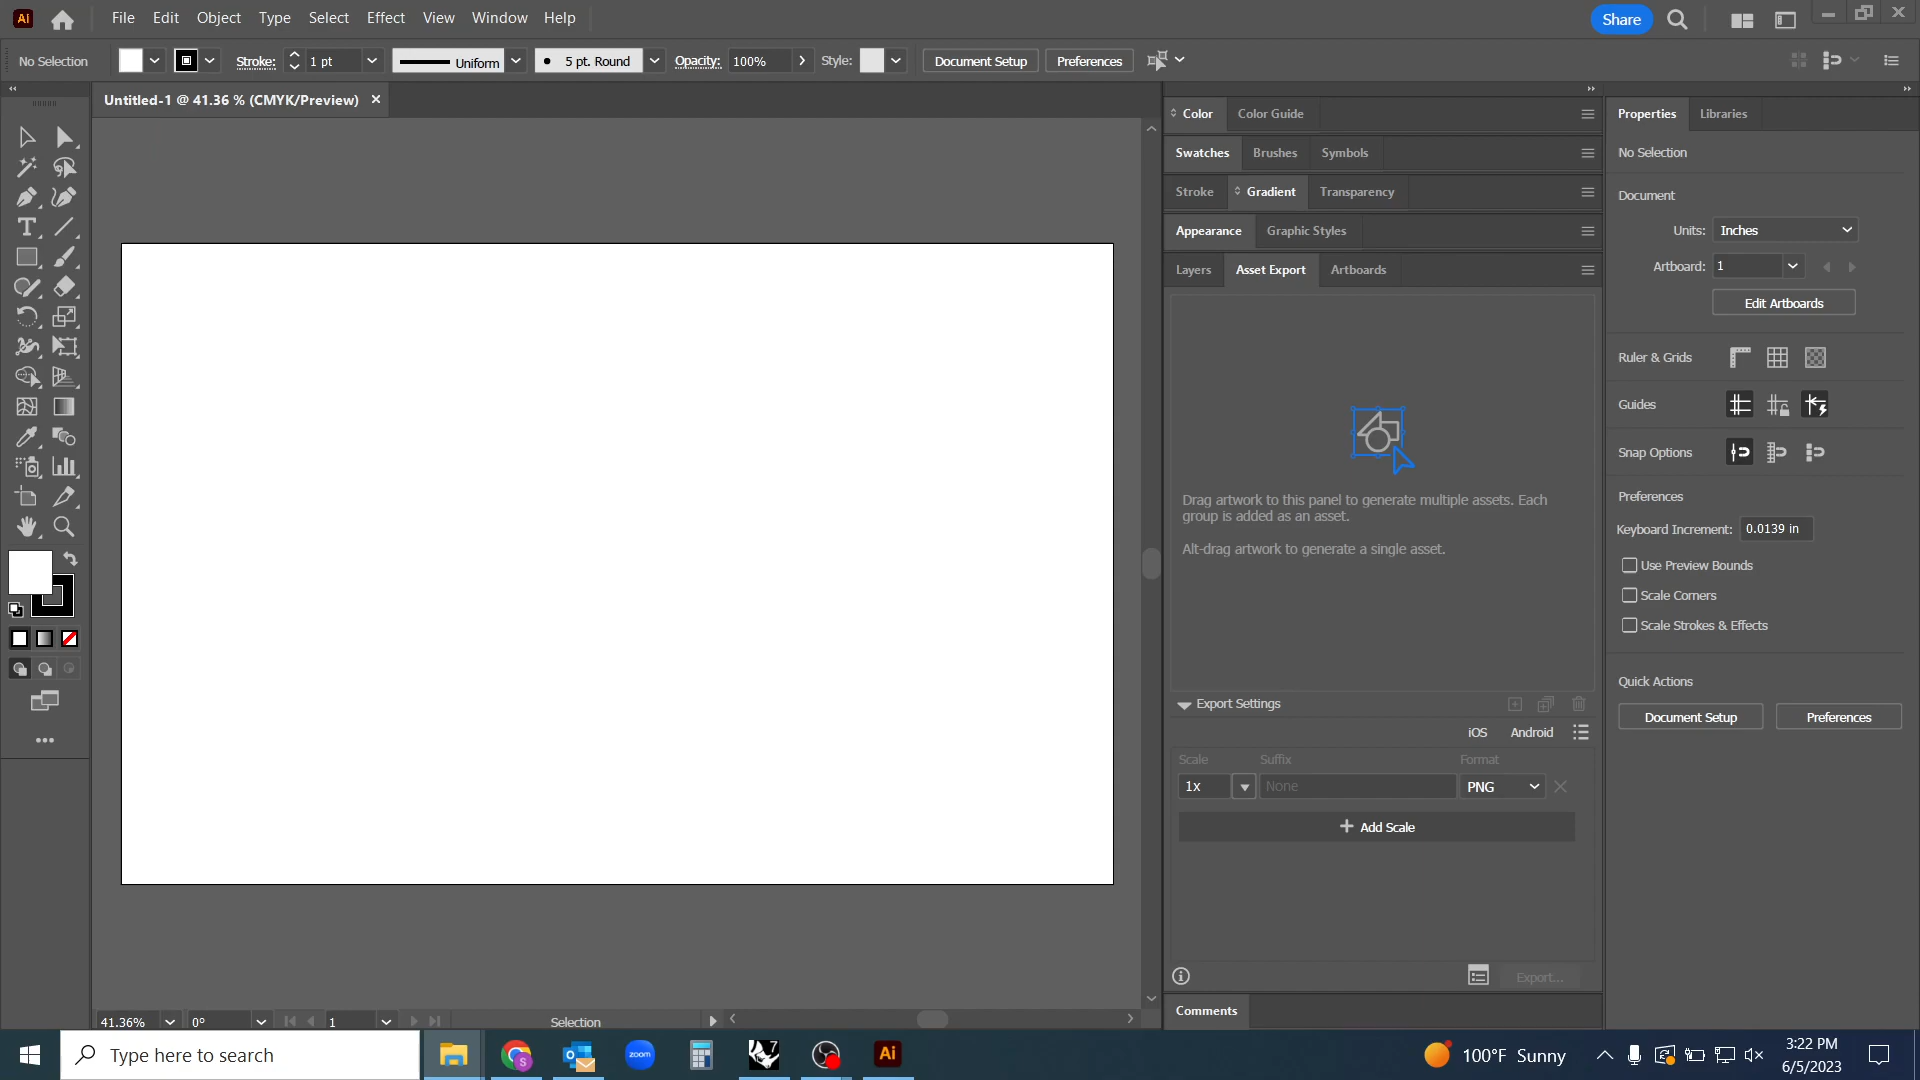 Ai File Edit Object Type Select Effect View Window Help Share
No Selection Stroke: 1 pt Uniform 5 pt. Round Opacity: 100% Style: Document Setup Preferences
Untitled-1 @ 41.36 % (CMYK/Preview)
Color Color Guide
Swatches Brushes Symbols
Stroke Gradient Transparency
Appearance Graphic Styles
Layers Asset Export Artboards
Drag artwork to this panel to generate multiple assets. Each
group is added as an asset.
Alt-drag artwork to generate a single asset.
Export Settings
iOS Android
Scale Suffix Format
1x None PNG
Add Scale
Export...
Comments
Properties Libraries
No Selection
Document
Units: Inches
Artboard: 1
Edit Artboards
Ruler & Grids
Guides
Snap Options
Preferences
Keyboard Increment: 0.0139 in
Use Preview Bounds
Scale Corners
Scale Strokes & Effects
Quick Actions
Document Setup Preferences
41.36% 0° 1 Selection
Type here to search
S
zoom
7
Ai
100°F Sunny
3:22 PM
6/5/2023